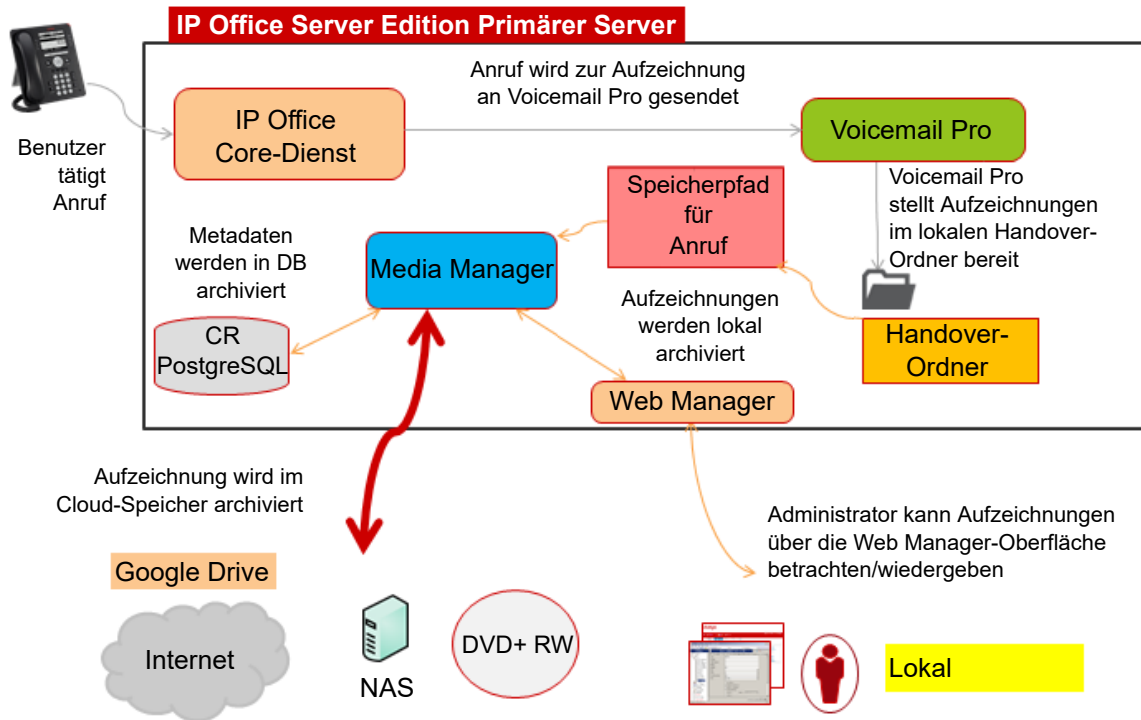 IP Office Server Edition Primärer Server
Anruf wird zur Aufzeichnung
an Voicemail Pro gesendet
IP Office
Core-Dienst
Voicemail Pro
Benutzer
tätigt
Anruf
Speicherpfad
für
Anruf
Voicemail Pro
stellt Aufzeichnungen
im lokalen Handover-
Ordner bereit
Metadaten
werden in DB
archiviert
Media Manager
Aufzeichnungen
werden lokal
archiviert
CR
PostgreSQL
Handover-
Ordner
Web Manager
Aufzeichnung wird im
Cloud-Speicher archiviert
Administrator kann Aufzeichnungen
über die Web Manager-Oberfläche
betrachten/wiedergeben
Google Drive
Internet
NAS
DVD+ RW
Lokal